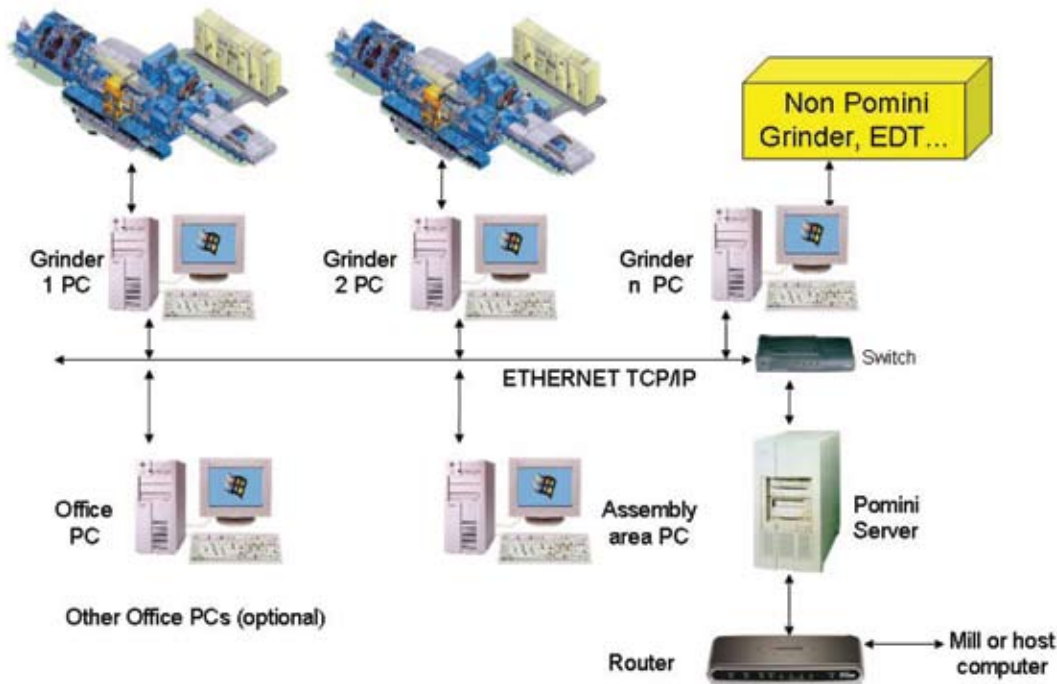 Non Pomini
Grinder, EDT...
Grinder
1 PC
Grinder
2 PC
Grinder
n PC
Switch
ETHERNET TCP/IP
Office
PC
Assembly
area PC
Pomini
Server
Other Office PCs (optional)
Router
Mill or host
computer